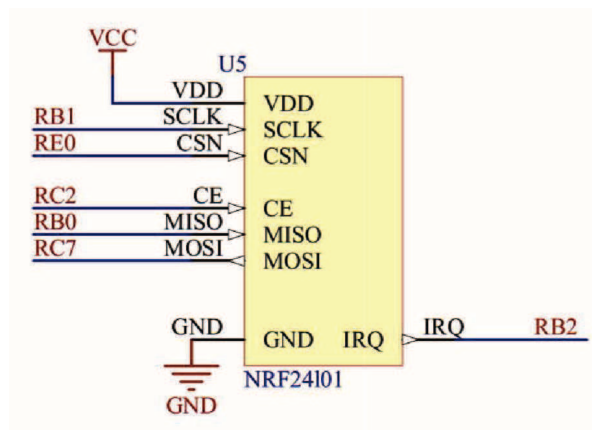 VCC
U5
VDD VDD
RB1 SCLK SCLK
RE0 CSN CSN
RC2 CE CE
RB0 MISO MISO
RC7 MOSI MOSI
GND GND IRQ IRQ RB2
NRF24l01
GND